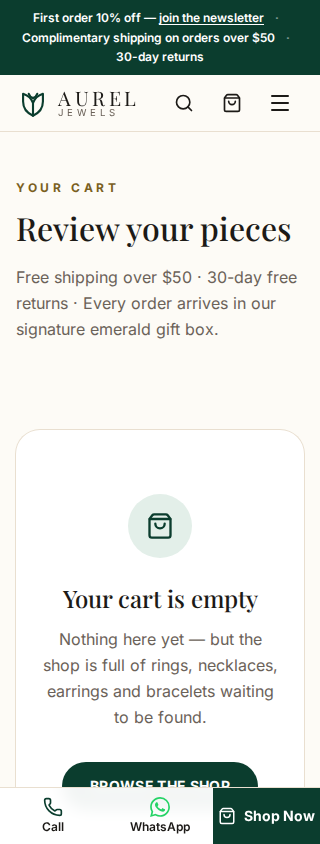 First order 10% off — join the newsletter ·
Complimentary shipping on orders over $50 ·
30-day returns
AUREL
JEWELS
YOUR CART
Review your pieces
Free shipping over $50 · 30-day free
returns · Every order arrives in our
signature emerald gift box.
Your cart is empty
Nothing here yet — but the
shop is full of rings, necklaces,
earrings and bracelets waiting
to be found.
BROWSE THE SHOP
Call
WhatsApp
Shop Now